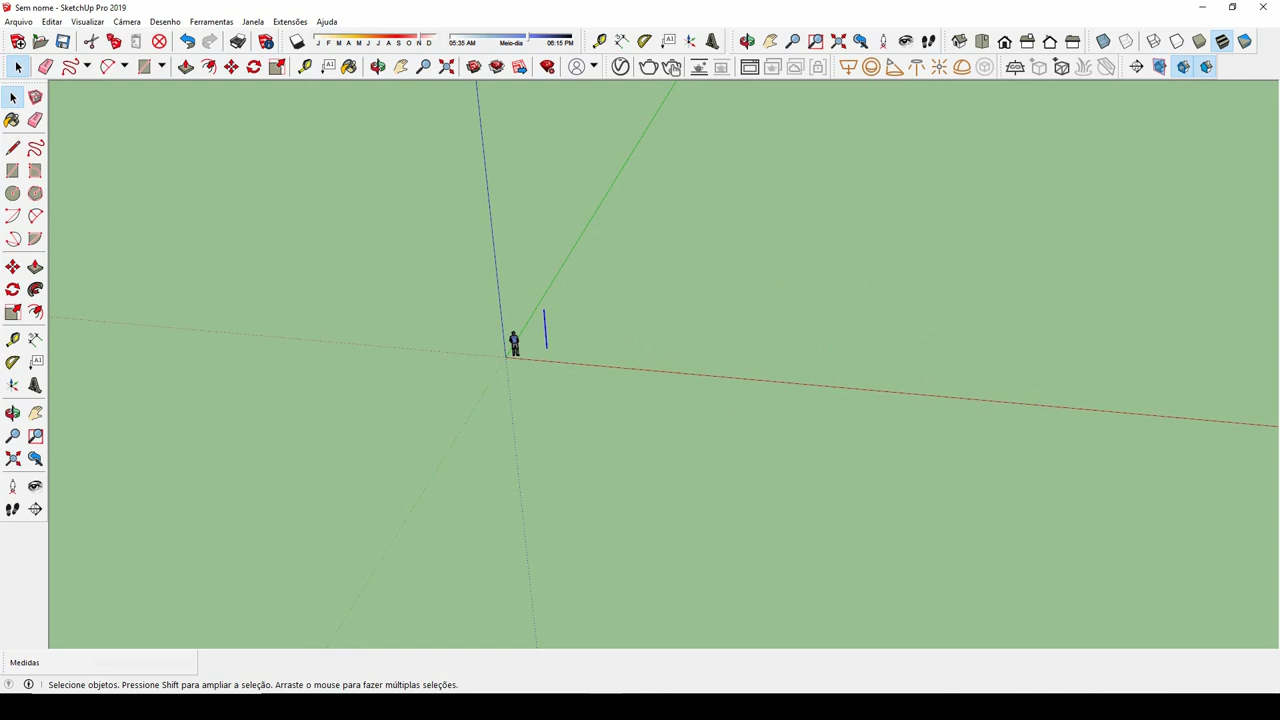 Sem nome - SketchUp Pro 2019
Arquivo Editar Visualizar Câmera Desenho Ferramentas Janela Extensões Ajuda
J F M A M J J A S O N D 05:35 AM Meio-dia 06:15 PM
Medidas
Selecione objetos. Pressione Shift para ampliar a seleção. Arraste o mouse para fazer múltiplas seleções.